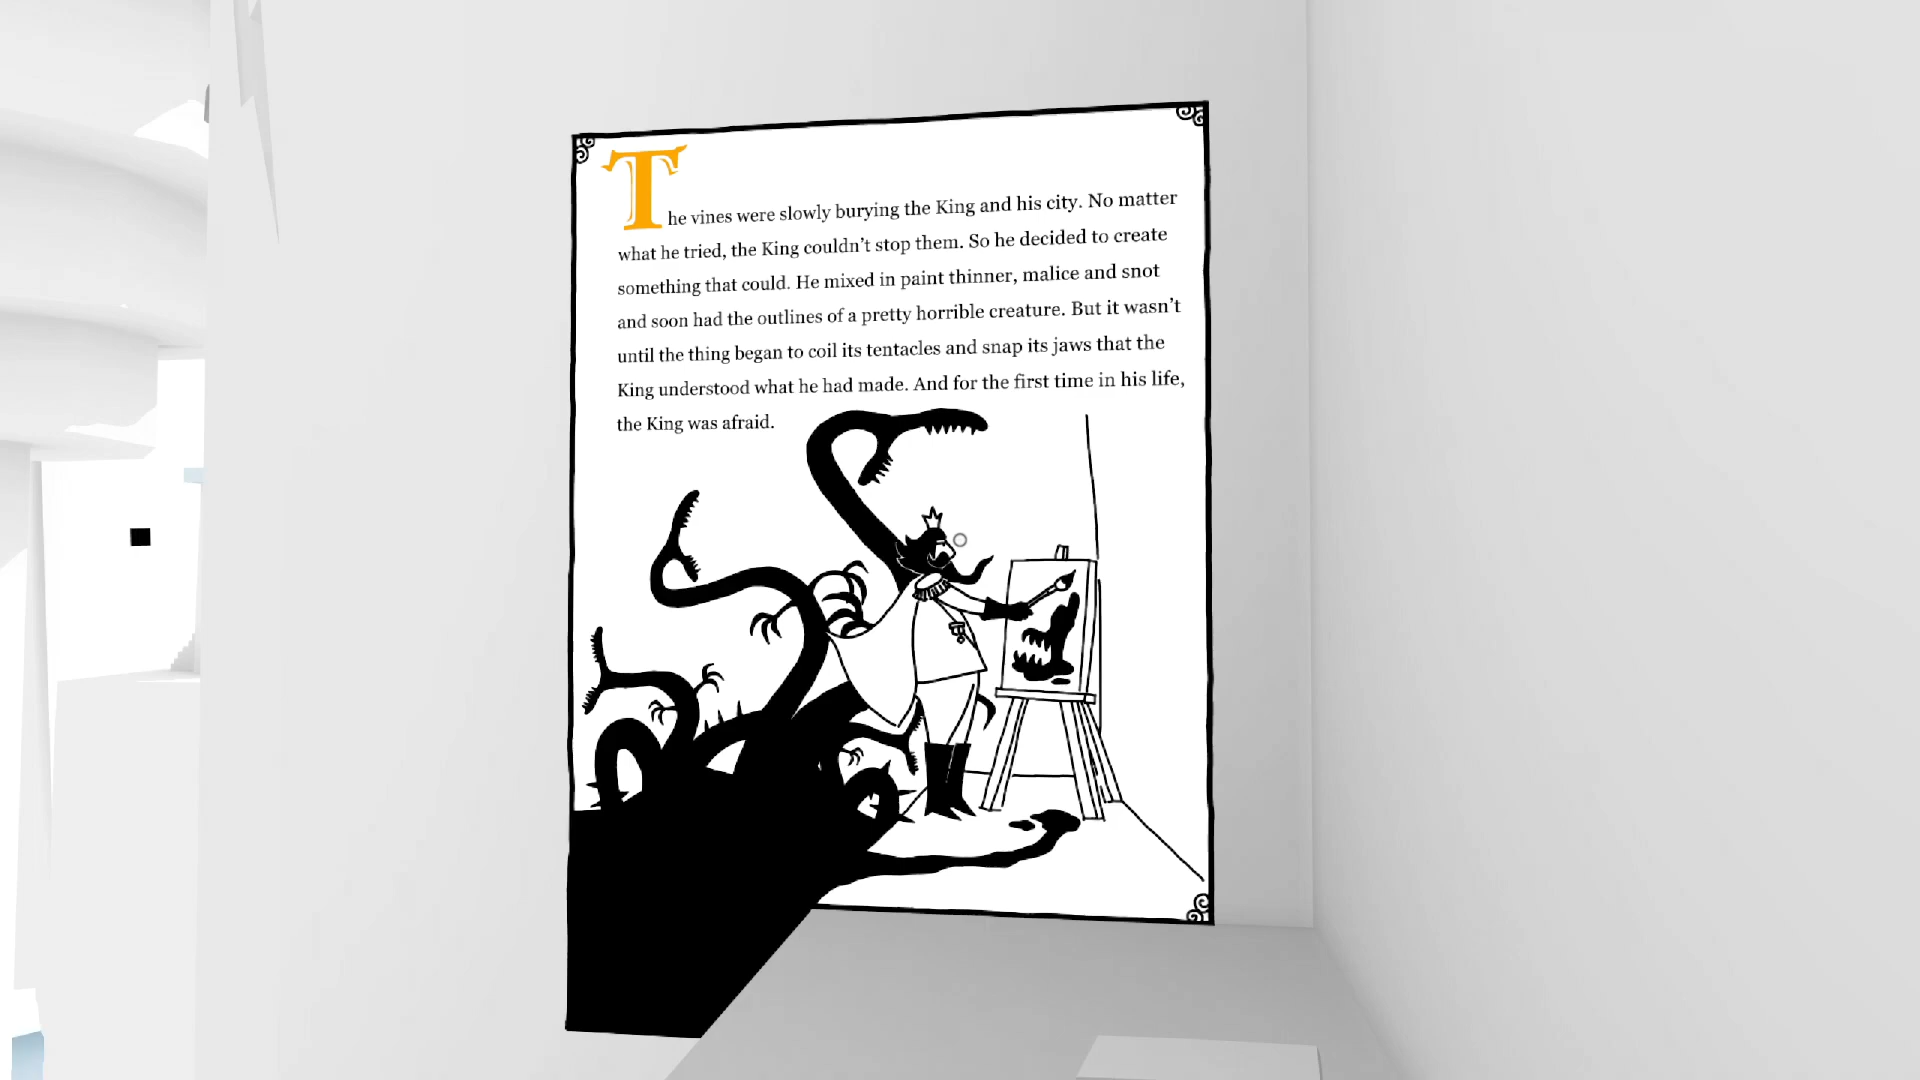 The vines were slowly burying the King and his city. No matter
what he tried, the King couldn't stop them. So he decided to create
something that could. He mixed in paint thinner, malice and snot
and soon had the outlines of a pretty horrible creature. But it wasn't
until the thing began to coil its tentacles and snap its jaws that the
King understood what he had made. And for the first time in his life,
the King was afraid.